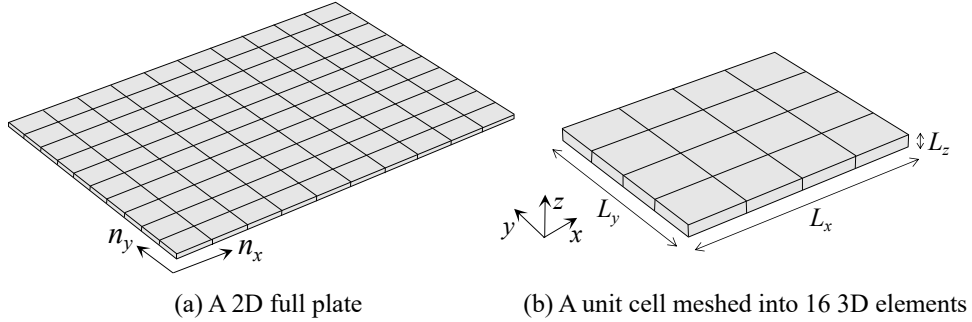 n_y
n_x
L_y
L_x
L_z
z
y
x
(a) A 2D full plate
(b) A unit cell meshed into 16 3D elements